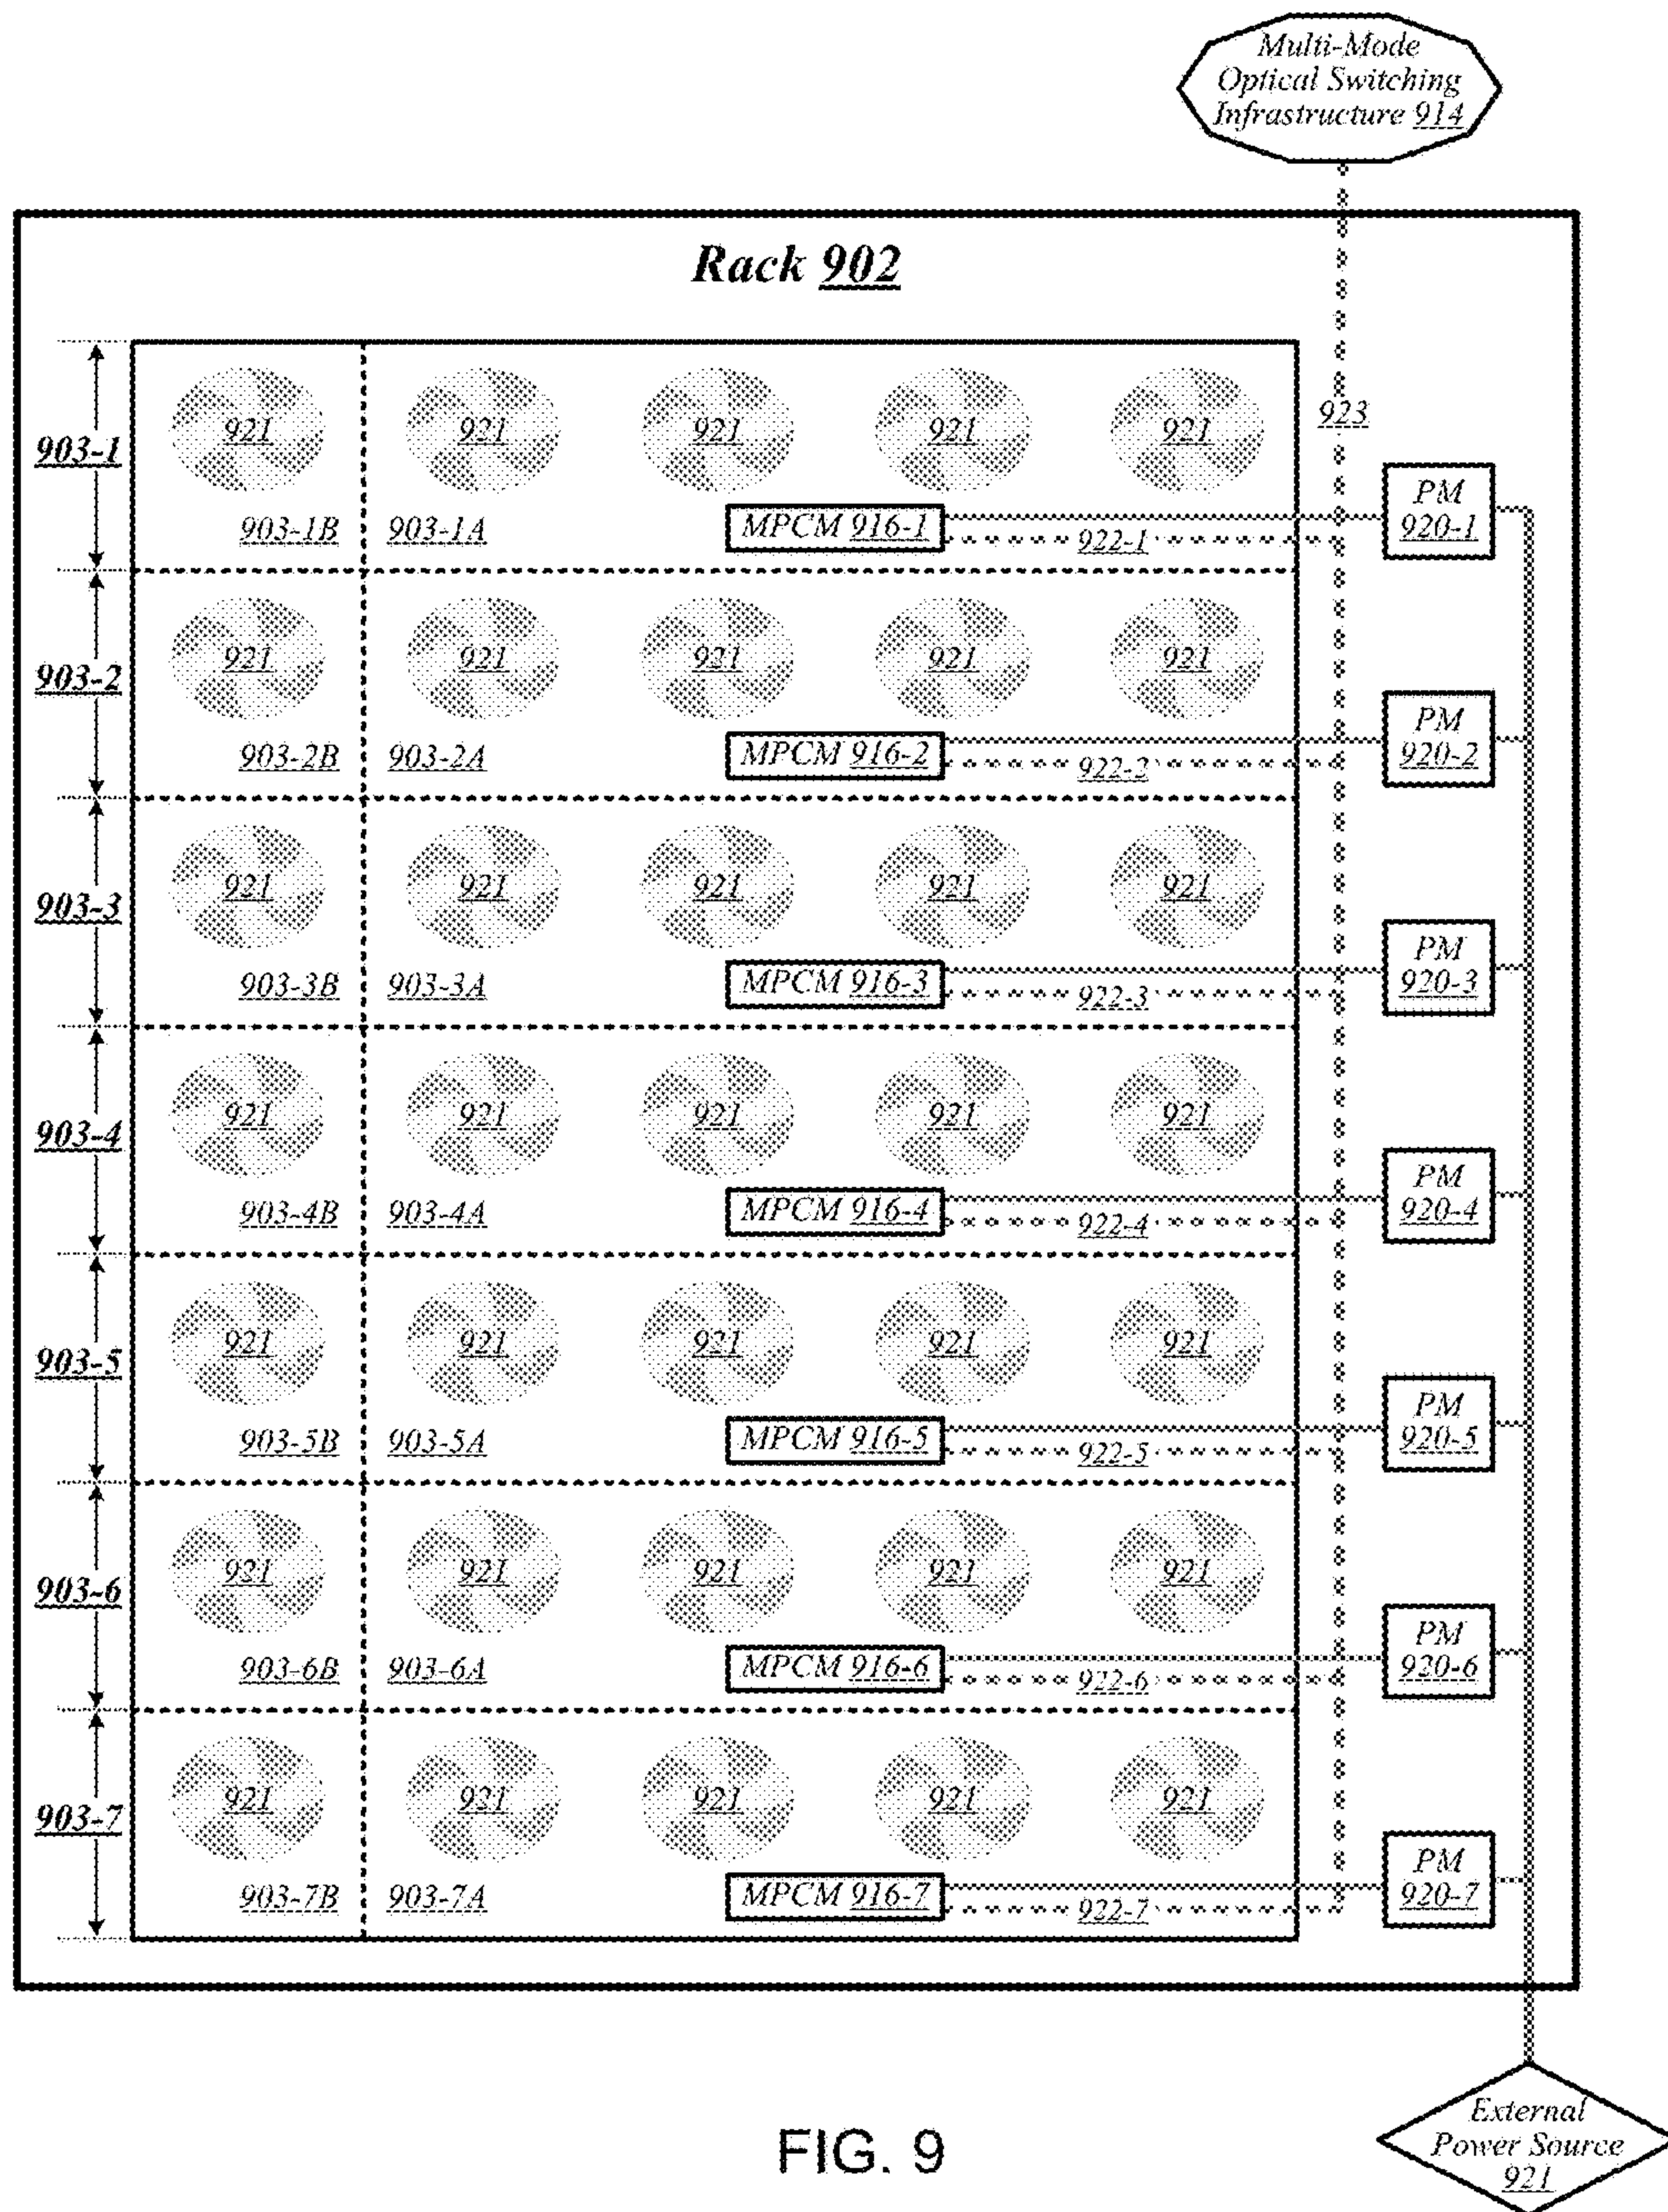 Multi-Mode
Optical Switching
Infrastructure 914
Rack 902
923
903-1
921 921 921 921 921
903-1B 903-1A MPCM 916-1 922-1
PM
920-1
903-2
921 921 921 921 921
903-2B 903-2A MPCM 916-2 922-2
PM
920-2
903-3
921 921 921 921 921
903-3B 903-3A MPCM 916-3 922-3
PM
920-3
903-4
921 921 921 921 921
903-4B 903-4A MPCM 916-4 922-4
PM
920-4
903-5
921 921 921 921 921
903-5B 903-5A MPCM 916-5 922-5
PM
920-5
903-6
921 921 921 921 921
903-6B 903-6A MPCM 916-6 922-6
PM
920-6
903-7
921 921 921 921 921
903-7B 903-7A MPCM 916-7 922-7
PM
920-7
External
Power Source
921
FIG. 9